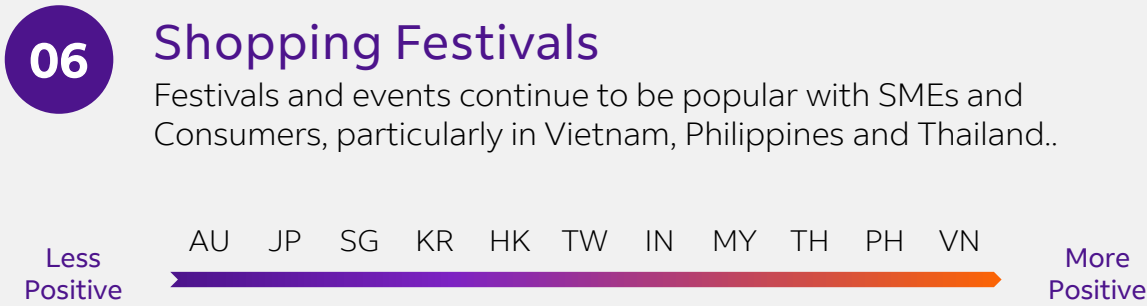 06
Shopping Festivals
Festivals and events continue to be popular with SMEs and
Consumers, particularly in Vietnam, Philippines and Thailand..
AU JP SG KR HK TW IN MY TH PH VN
Less
Positive
More
Positive